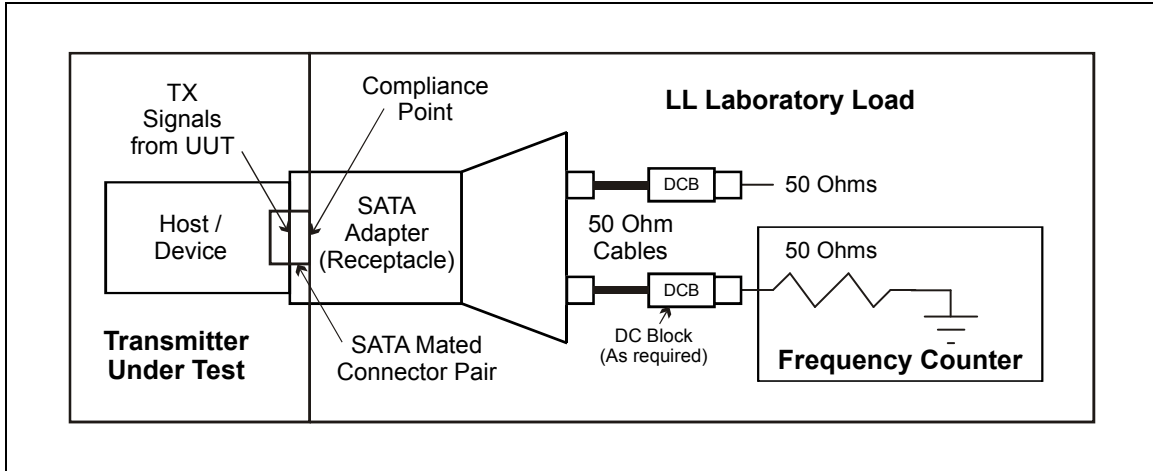 TX
Signals
from UUT
Compliance
Point
LL Laboratory Load
Host /
Device
SATA
Adapter
(Receptacle)
DCB
50 Ohms
50 Ohm
Cables
DCB
50 Ohms
DC Block
(As required)
Frequency Counter
Transmitter
Under Test
SATA Mated
Connector Pair